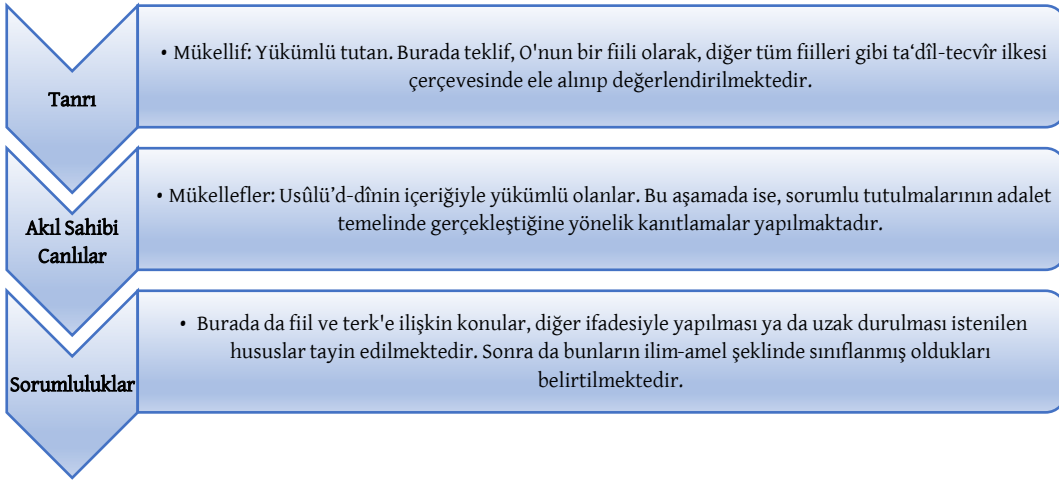 Tanrı
• Mükellif: Yükümlü tutan. Burada teklif, O'nun bir fiili olarak, diğer tüm fiilleri gibi ta‘dîl-tecvîr ilkesi
çerçevesinde ele alınıp değerlendirilmektedir.
Akıl Sahibi
Canlılar
• Mükellefler: Usûlü’d-dînin içeriğiyle yükümlü olanlar. Bu aşamada ise, sorumlu tutulmalarının adalet
temelinde gerçekleştiğine yönelik kanıtlamalar yapılmaktadır.
Sorumluluklar
• Burada da fiil ve terk'e ilişkin konular, diğer ifadesiyle yapılması ya da uzak durulması istenilen
hususlar tayin edilmektedir. Sonra da bunların ilim-amel şeklinde sınıflanmış oldukları
belirtilmektedir.